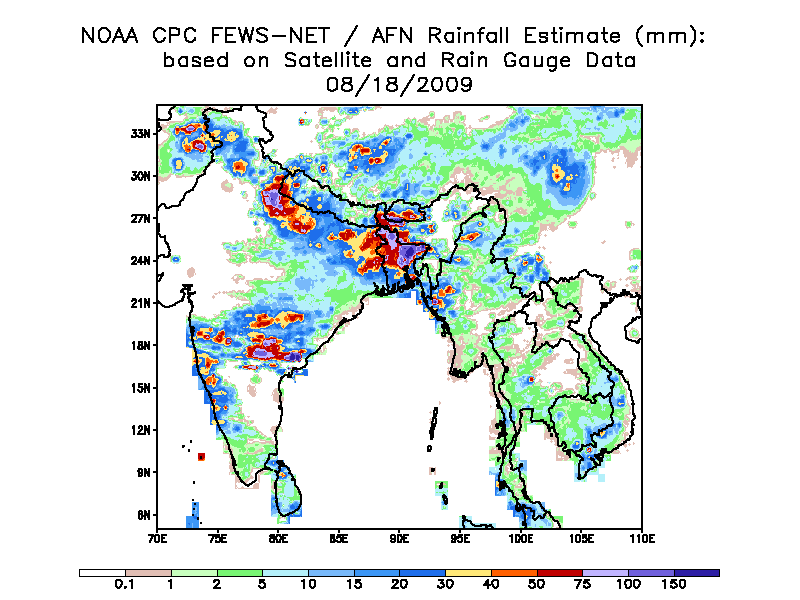 NOAA CPC FEWS-NET / AFN Rainfall Estimate (mm):
based on Satellite and Rain Gauge Data
08/18/2009
33N
30N
27N
24N
21N
18N
15N
12N
9N
6N
70E 75E 80E 85E 90E 95E 100E 105E 110E
0.1 1 2 5 10 15 20 30 40 50 75 100 150